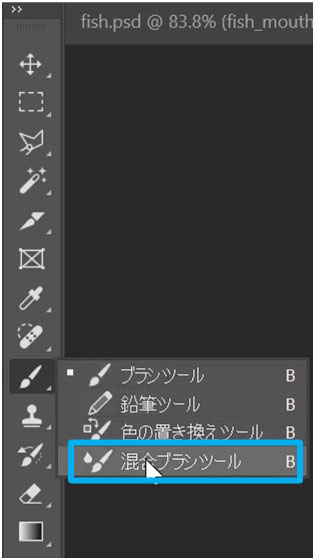 fish.psd @ 83.8% (fish_mouth
ブラシツール B
鉛筆ツール B
色の置き換えツール B
混合ブラシツール B